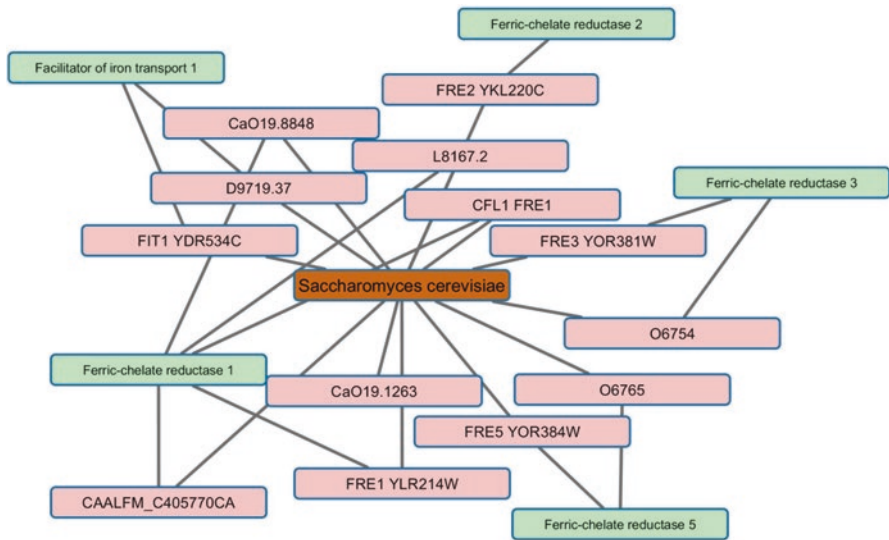 Ferric-chelate reductase 2
Facilitator of iron transport 1
FRE2 YKL220C
CaO19.8848
L8167.2
D9719.37
Ferric-chelate reductase 3
CFL1 FRE1
FIT1 YDR534C
FRE3 YOR381W
Saccharomyces cerevisiae
O6754
Ferric-chelate reductase 1
CaO19.1263
O6765
FRE5 YOR384W
FRE1 YLR214W
CAALFM_C405770CA
Ferric-chelate reductase 5